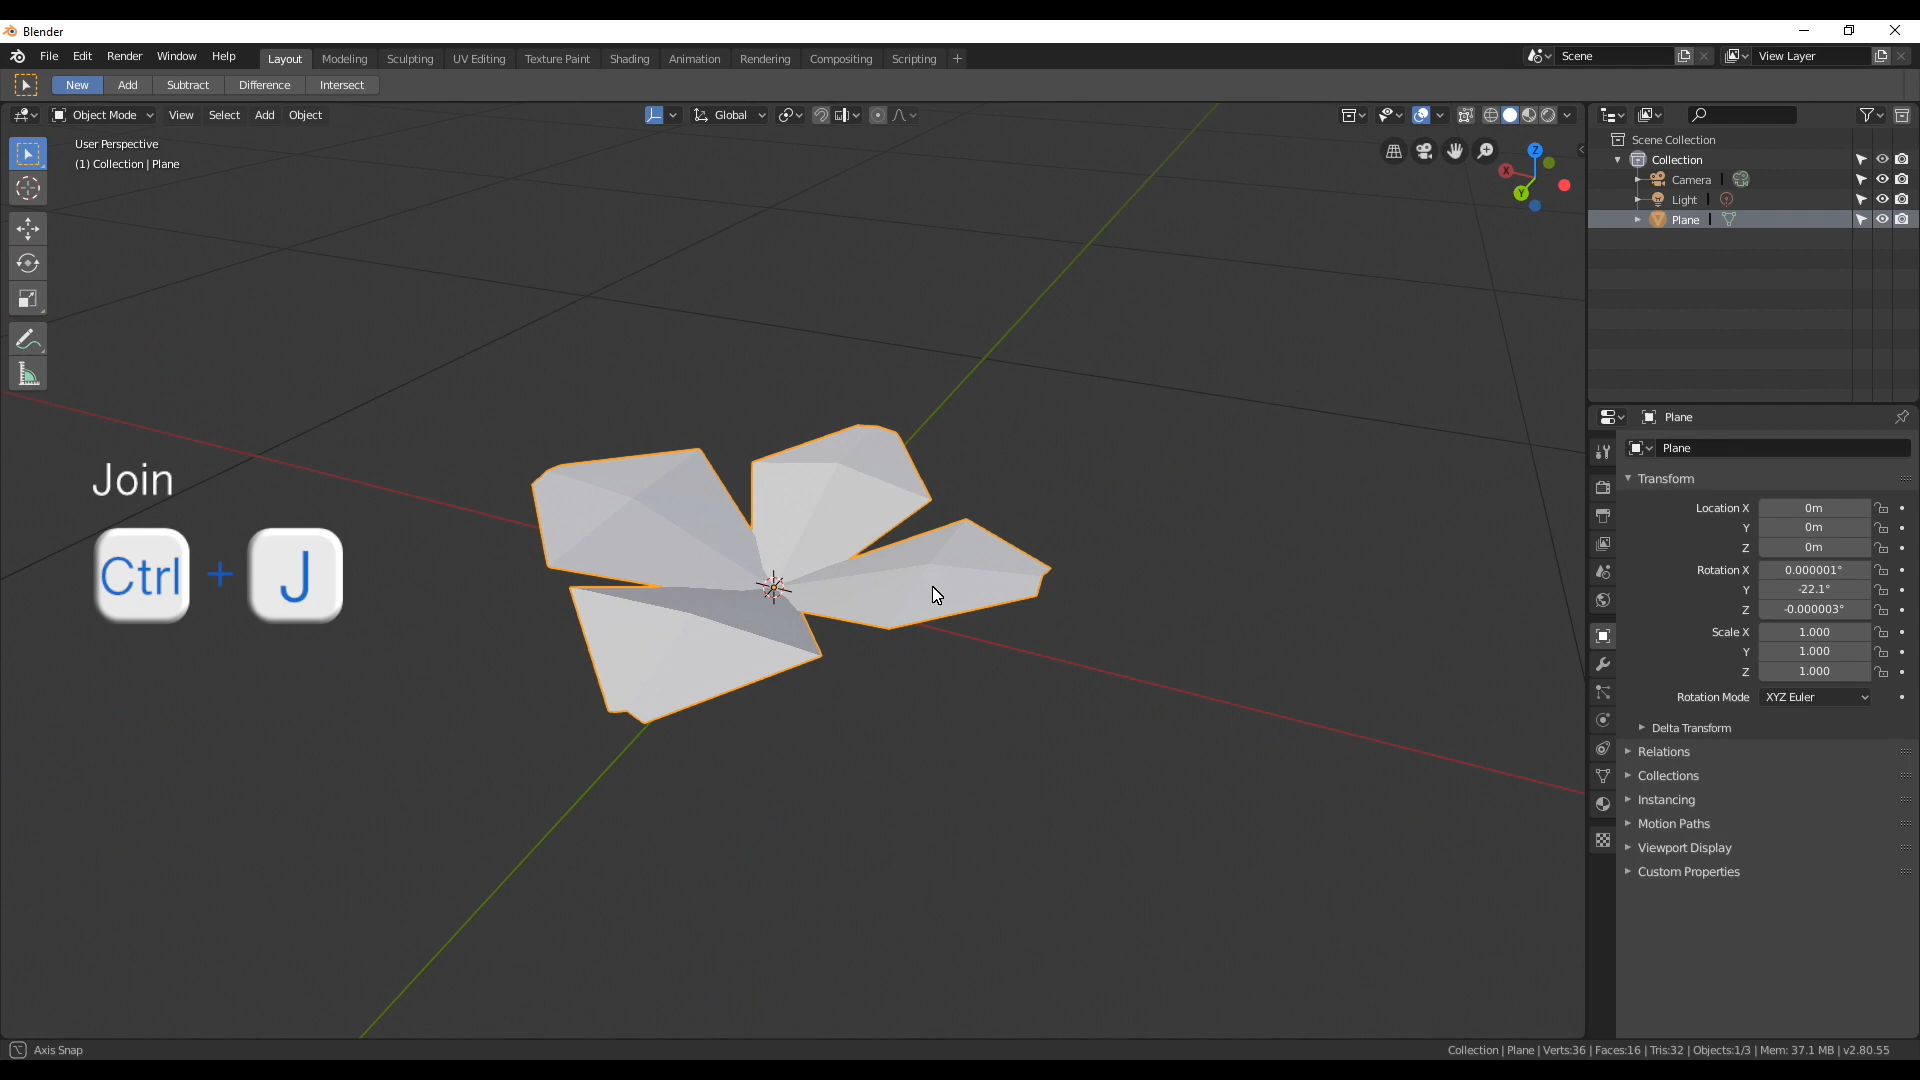 Blender
File Edit Render Window Help Layout Modeling Sculpting UV Editing Texture Paint Shading Animation Rendering Compositing Scripting + Scene View Layer
New Add Subtract Difference Intersect
Object Mode View Select Add Object Global
User Perspective
(1) Collection | Plane
Z
X
Y
Scene Collection
Collection
Camera
Light
Plane
Plane
Plane
Transform
Location X 0m
Y 0m
Z 0m
Rotation X 0.000001°
Y -22.1°
Z -0.000003°
Scale X 1.000
Y 1.000
Z 1.000
Rotation Mode XYZ Euler
Delta Transform
Relations
Collections
Instancing
Motion Paths
Viewport Display
Custom Properties
Join
Ctrl + J
Axis Snap
Collection | Plane | Verts:36 | Faces:16 | Tris:32 | Objects:1/3 | Mem: 37.1 MB | v2.80.55